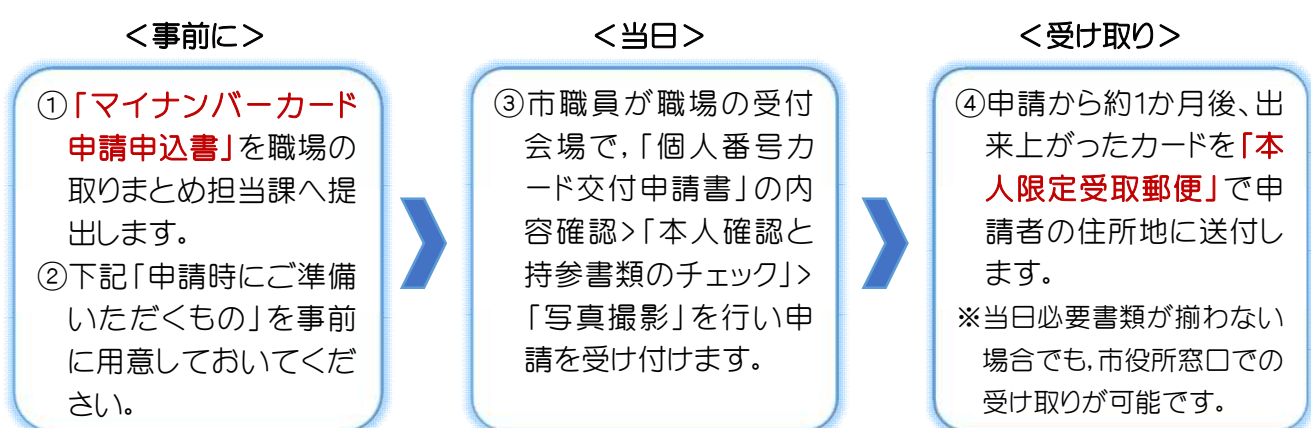 ＜事前に＞
①「マイナンバーカード
申請申込書」を職場の
取りまとめ担当課へ提
出します。
②下記「申請時にご準備
いただくもの」を事前
に用意しておいてくだ
さい。
＜当日＞
③市職員が職場の受付
会場で,「個人番号カ
ード交付申請書」の内
容確認>「本人確認と
持参書類のチェック」>
「写真撮影」を行い申
請を受け付けます。
＜受け取り＞
④申請から約1か月後、出
来上がったカードを「本
人限定受取郵便」で申
請者の住所地に送付し
ます。
※当日必要書類が揃わない
場合でも,市役所窓口での
受け取りが可能です。